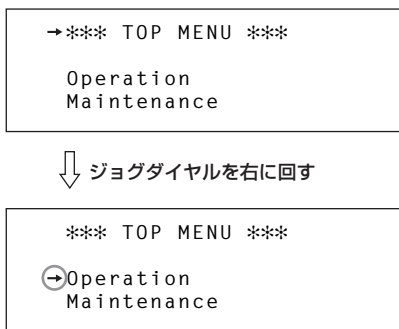 →✻✻✻ TOP MENU ✻✻✻
Operation
Maintenance
ジョグダイヤルを右に回す
✻✻✻ TOP MENU ✻✻✻
→Operation
Maintenance